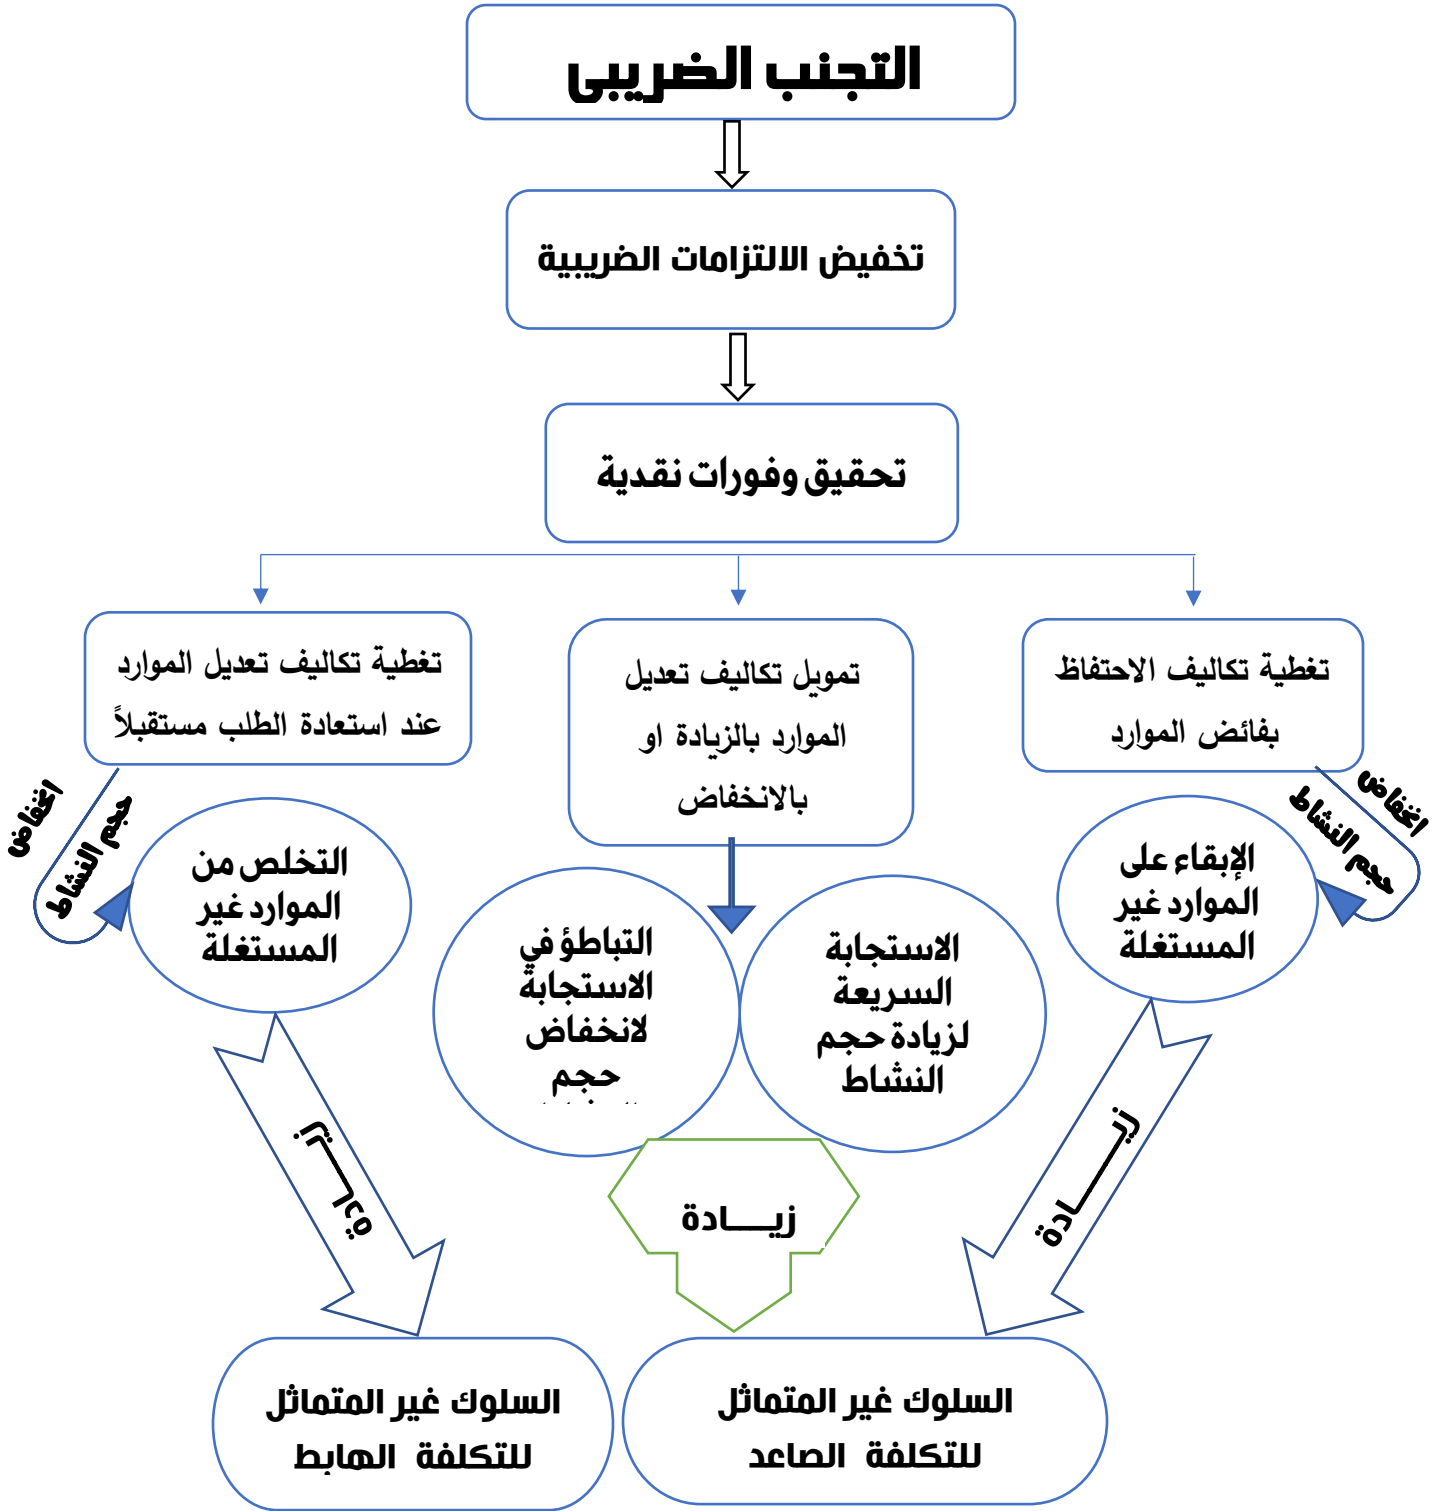 التجنب الضريبى
تخفيض الالتزامات الضريبية
تحقيق وفورات نقدية
تغطية تكاليف الاحتفاظ
بفائض الموارد
تمويل تكاليف تعديل
الموارد بالزيادة او
بالانخفاض
تغطية تكاليف تعديل الموارد
عند استعادة الطلب مستقبلاً
انخفاض
حجم النشاط
انخفاض
حجم النشاط
الإبقاء على
الموارد غير
المستغلة
الاستجابة
السريعة
لزيادة حجم
النشاط
التباطؤ في
الاستجابة
لانخفاض
حجم
التخلص من
الموارد غير
المستغلة
زيـــــادة
زيــــادة
زيـــــادة
السلوك غير المتماثل
للتكلفة الصاعد
السلوك غير المتماثل
للتكلفة الهابط